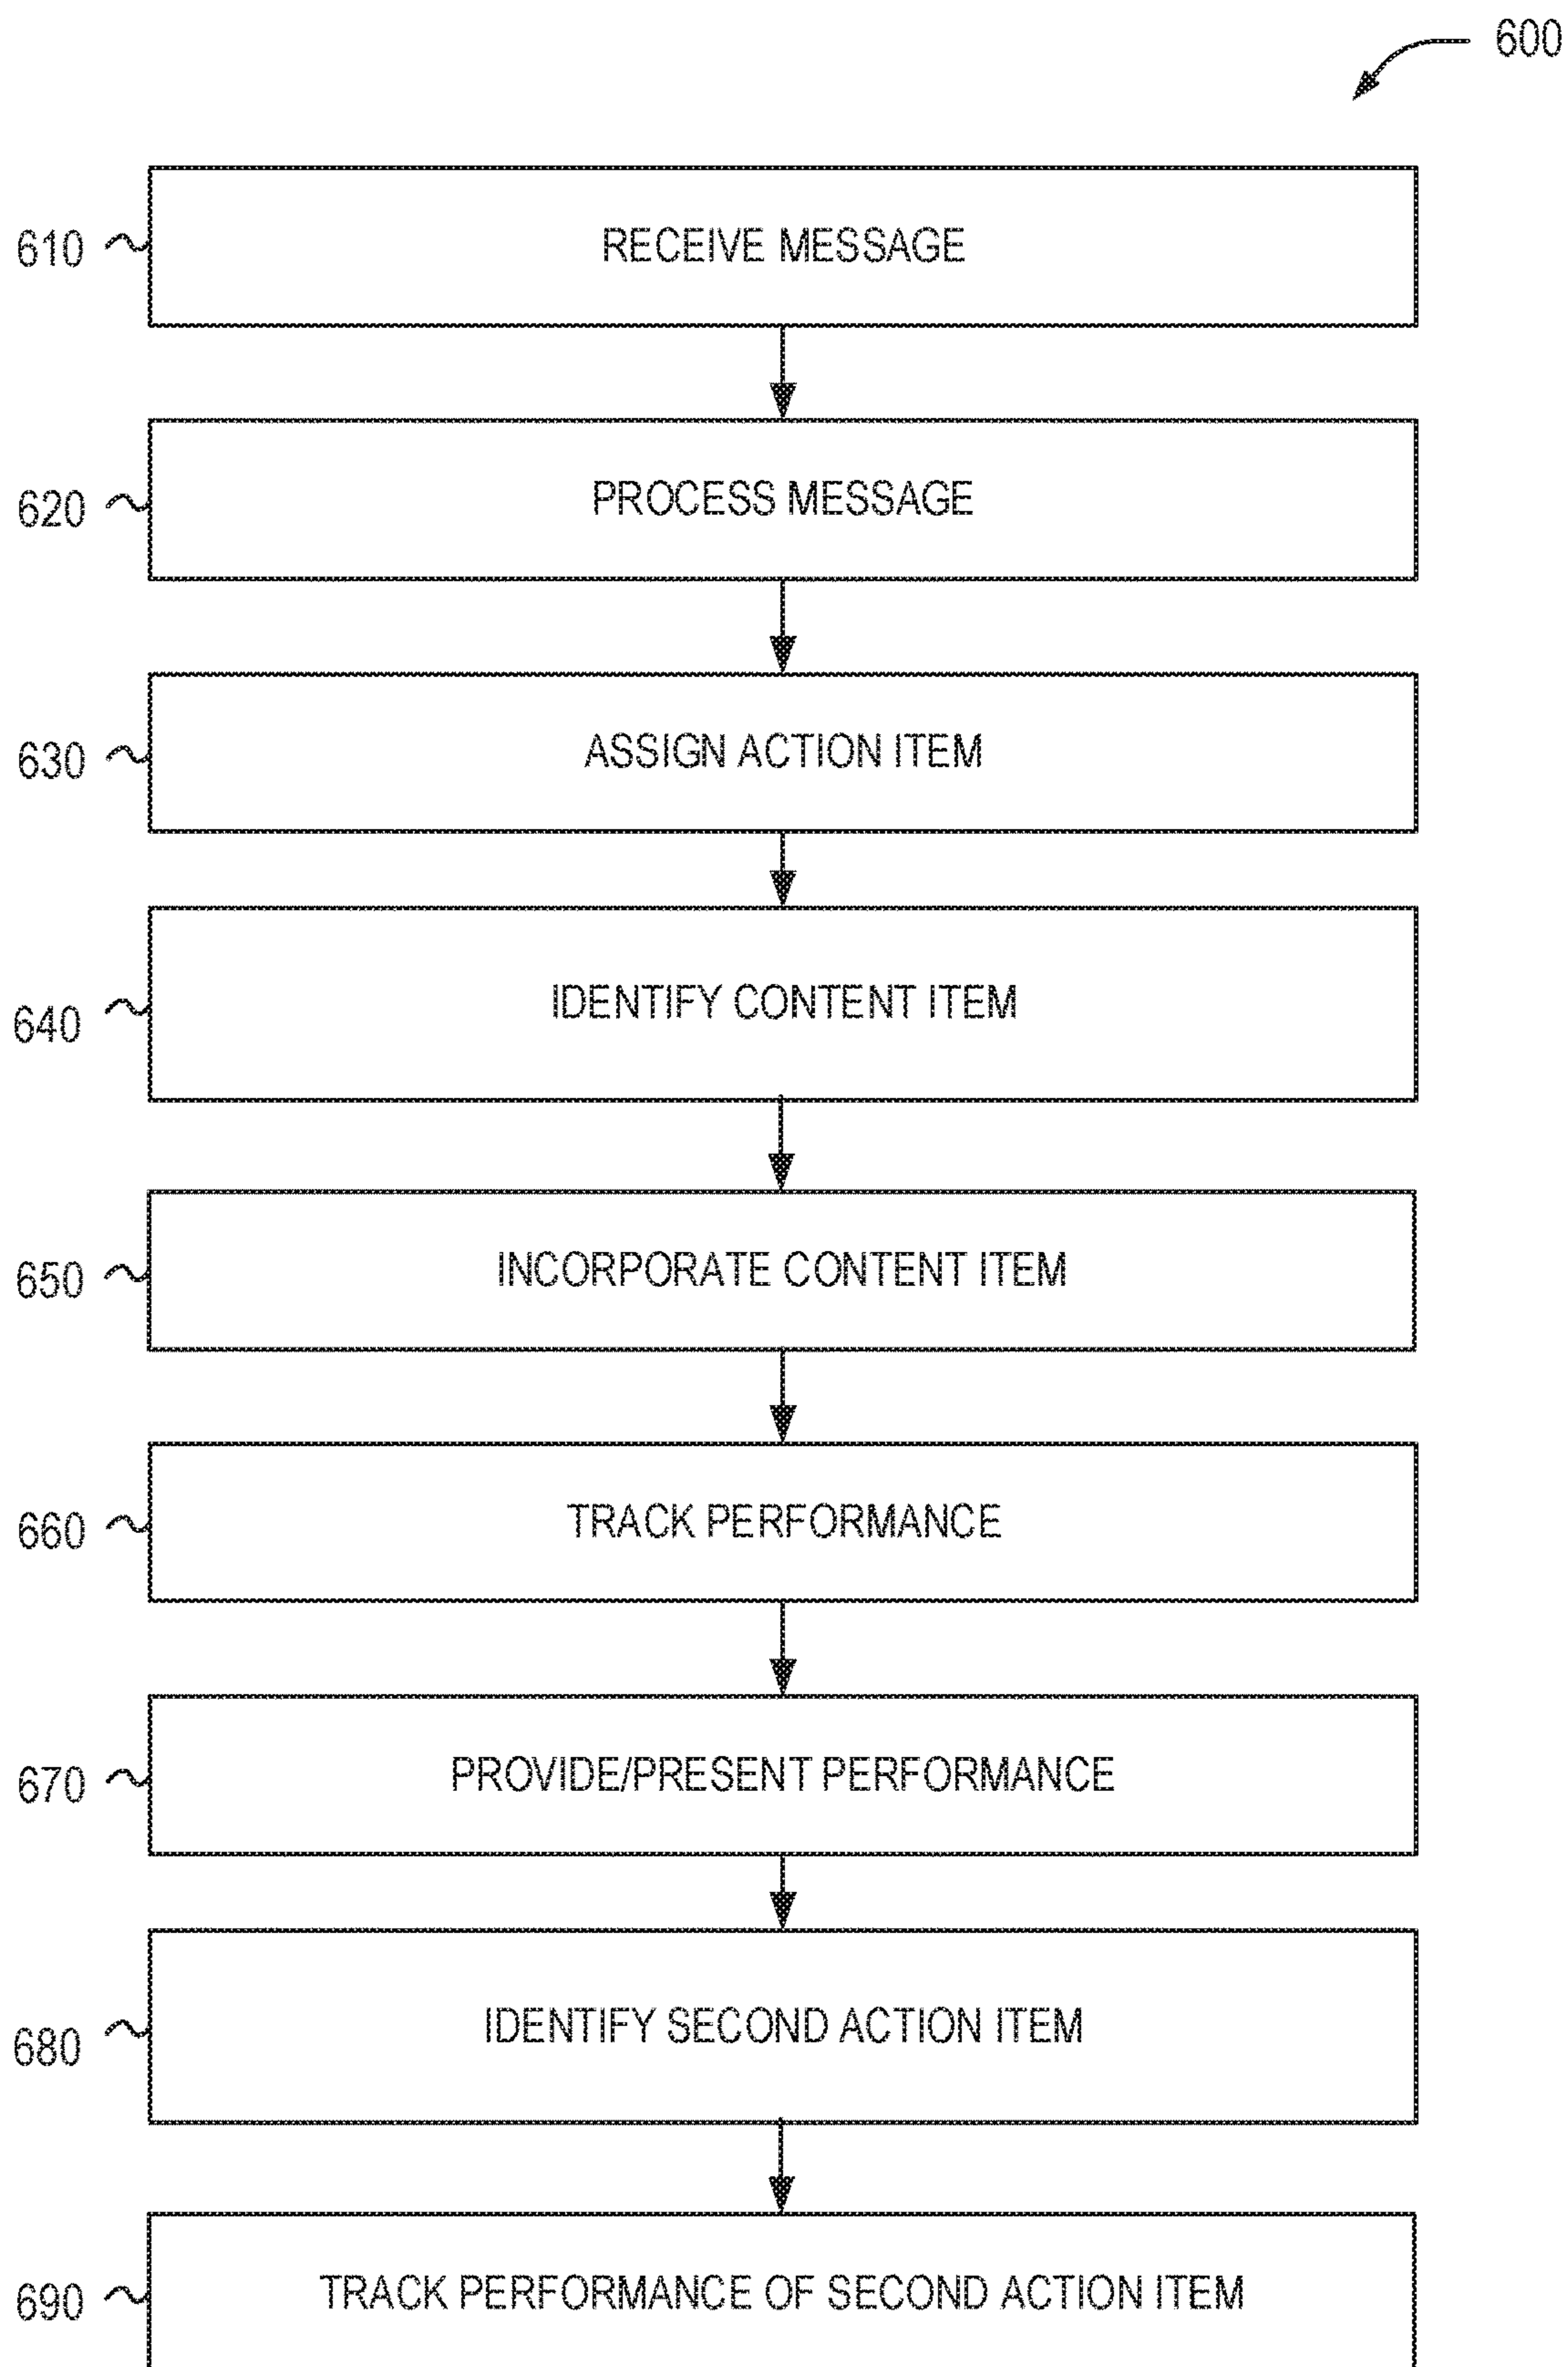 600
610 RECEIVE MESSAGE
620 PROCESS MESSAGE
630 ASSIGN ACTION ITEM
640 IDENTIFY CONTENT ITEM
650 INCORPORATE CONTENT ITEM
660 TRACK PERFORMANCE
670 PROVIDE/PRESENT PERFORMANCE
680 IDENTIFY SECOND ACTION ITEM
690 TRACK PERFORMANCE OF SECOND ACTION ITEM